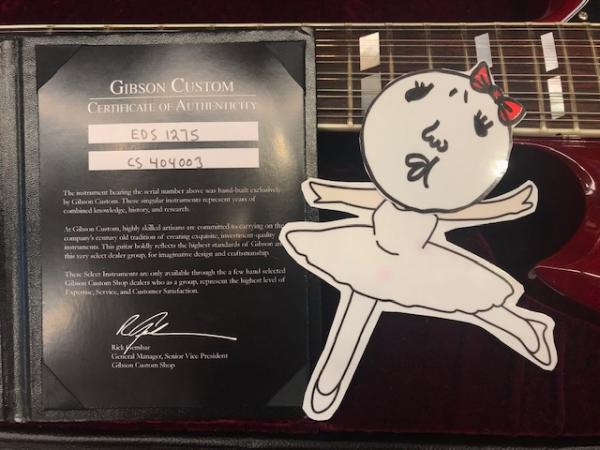 GIBSON CUSTOM
CERTIFICATE OF AUTHENTICITY
EDS 1275
CS 404003
The instrument bearing the serial number above was hand-built exclusively
by Gibson Custom. These singular instruments represent years of
combined knowledge, history, and research.
At Gibson Custom, highly skilled artisans are committed to carrying on the
company's century old tradition of creating exquisite, investment-quality
instruments. This guitar boldly reflects the highest standards of Gibson and
this very select dealer group, for imaginative design and craftsmanship.
These Select Instruments are only available through the a few hand selected
Gibson Custom Shop dealers who as a group, represent the highest level of
Expertise, Service, and Customer Satisfaction.
Rick Gembar
General Manager, Senior Vice President
Gibson Custom Shop